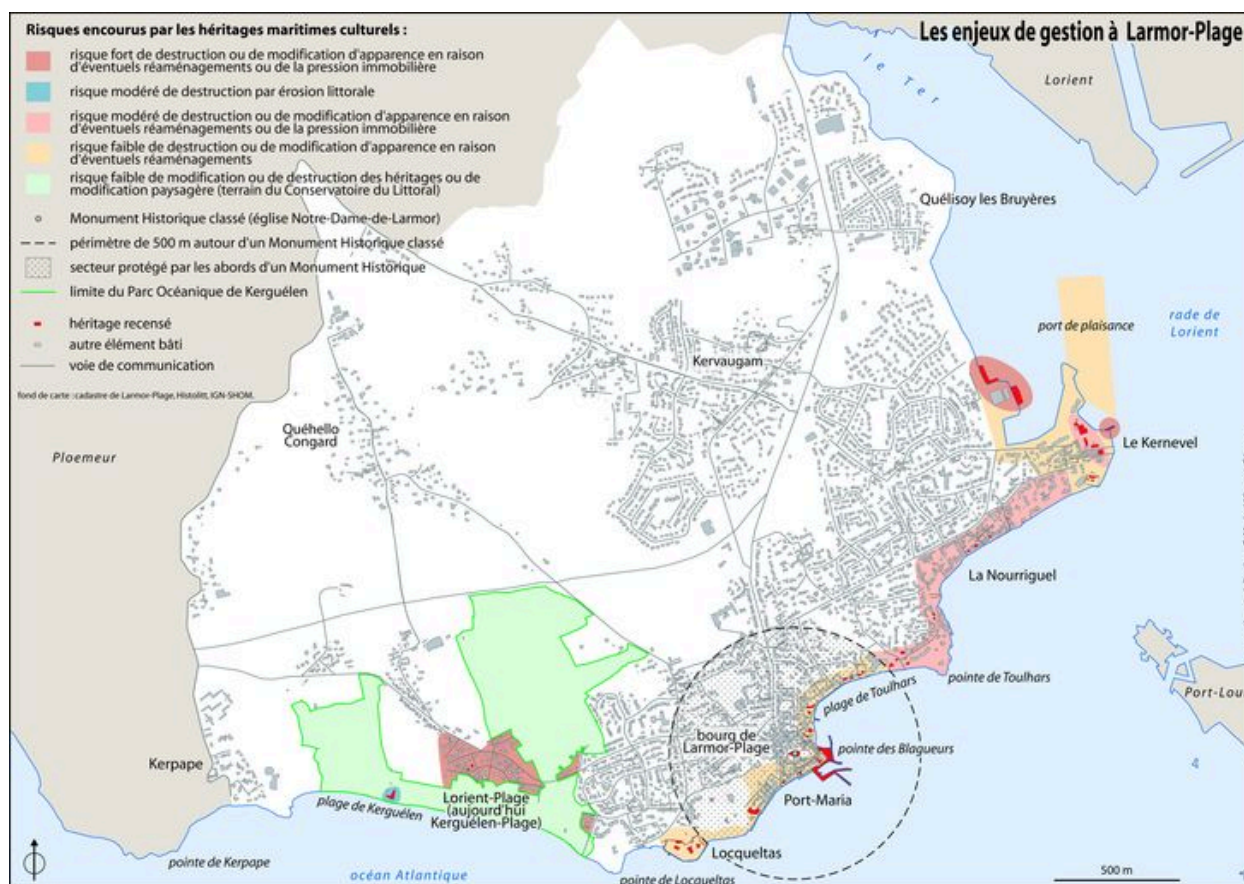 Les enjeux de gestion à Larmor-Plage
Risques encourus par les héritages maritimes culturels :
risque fort de destruction ou de modification d'apparence en raison
d'éventuels réaménagements ou de la pression immobilière
risque modéré de destruction par érosion littorale
risque modéré de destruction ou de modification d'apparence en raison
d'éventuels réaménagements ou de la pression immobilière
risque faible de destruction ou de modification d'apparence en raison
d'éventuels réaménagements
risque faible de modification ou de destruction des héritages ou de
modification paysagère (terrain du Conservatoire du Littoral)
Monument Historique classé (église Notre-Dame-de-Larmor)
périmètre de 500 m autour d'un Monument Historique classé
secteur protégé par les abords d'un Monument Historique
limite du Parc Océanique de Kerguélen
héritage recensé
autre élément bâti
voie de communication
fond de carte : cadastre de Larmor-Plage, Histolitt, IGN-SHOM.
le Ter
Lorient
Quélisoy les Bruyères
port de plaisance
rade de
Lorient
Kervaugam
Quéhello
Congard
Ploemeur
Le Kernevel
La Nourriguel
pointe de Toulhars
Port-Lou
plage de Toulhars
bourg de
Larmor-Plage
pointe des Blagueurs
Kerpape
Lorient-Plage
(aujourd'hui
Kerguélen-Plage)
plage de Kerguélen
Port-Maria
Locqueltas
pointe de Kerpape
océan Atlantique
pointe de Locqueltas
500 m